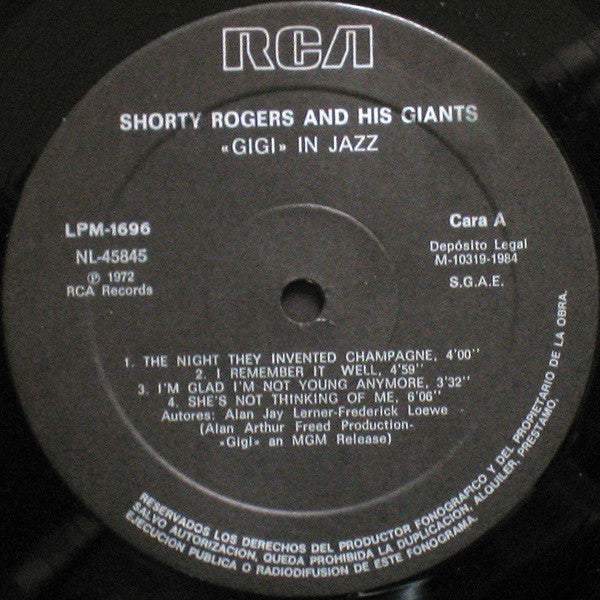 RCA
SHORTY ROGERS AND HIS GIANTS
«GIGI» IN JAZZ
LPM-1696
NL-45845
Ⓟ 1972
RCA Records
Cara A
Depósito Legal
M-10319-1984
S.G.A.E.
1. THE NIGHT THEY INVENTED CHAMPAGNE, 4'00''
2. I REMEMBER IT WELL, 4'59''
3. I'M GLAD I'M NOT YOUNG ANYMORE, 3'32''
4. SHE'S NOT THINKING OF ME, 6'06''
Autores: Alan Jay Lerner-Frederick Loewe
(Alan Arthur Freed Production-
«Gigi» an MGM Release)
RESERVADOS LOS DERECHOS DEL PRODUCTOR FONOGRAFICO Y DEL PROPIETARIO DE LA OBRA.
SALVO AUTORIZACION, QUEDA PROHIBIDA LA DUPLICACION, ALQUILER, PRESTAMO,
EJECUCION PUBLICA O RADIODIFUSION DE ESTE FONOGRAMA.